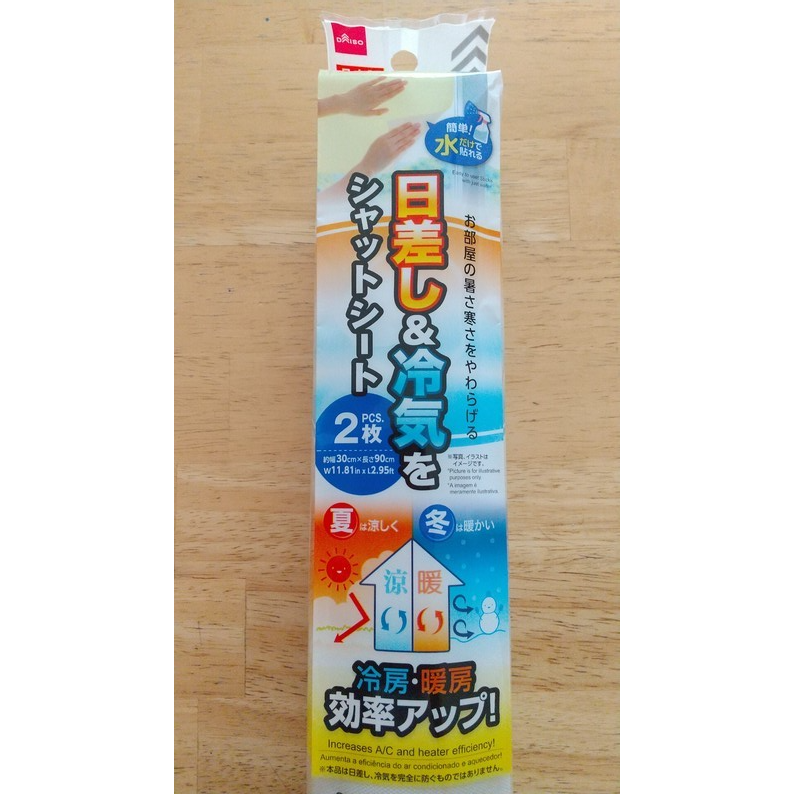 DAISO
簡単!
水だけで
貼れる
お部屋の暑さ寒さをやわらげる
日差し&冷気を
シャットシート
2 PCS.
枚
約幅30cm×長さ90cm
W11.81in x L2.95ft
※写真、イラストは
イメージです。
*Picture is for illustrative
purposes only.
*A imagem é
meramente ilustrativa.
夏は涼しく
冬は暖かい
涼
暖
冷房・暖房
効率アップ!
Increases A/C and heater efficiency!
Aumenta a eficiência do ar condicionado e aquecedor!
※本品は日差し、冷気を完全に防ぐものではありません。